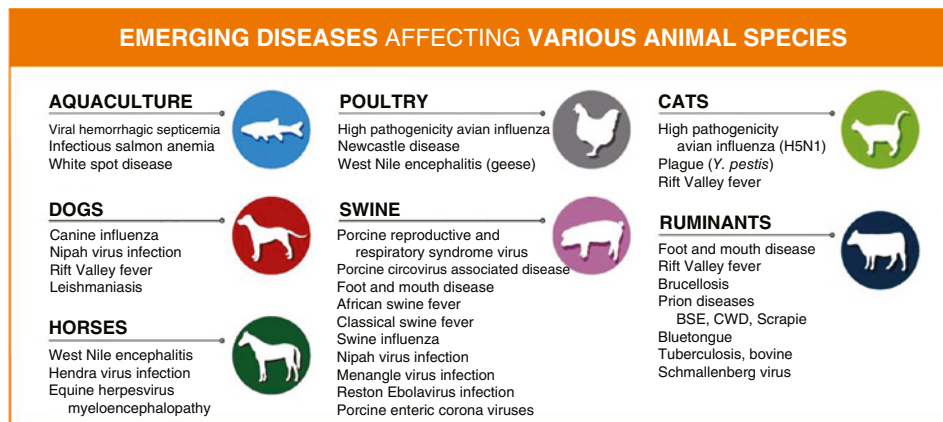 EMERGING DISEASES AFFECTING VARIOUS ANIMAL SPECIES
AQUACULTURE
Viral hemorrhagic septicemia
Infectious salmon anemia
White spot disease
DOGS
Canine influenza
Nipah virus infection
Rift Valley fever
Leishmaniasis
HORSES
West Nile encephalitis
Hendra virus infection
Equine herpesvirus
myeloencephalopathy
POULTRY
High pathogenicity avian influenza
Newcastle disease
West Nile encephalitis (geese)
SWINE
Porcine reproductive and
respiratory syndrome virus
Porcine circovirus associated disease
Foot and mouth disease
African swine fever
Classical swine fever
Swine influenza
Nipah virus infection
Menangle virus infection
Reston Ebolavirus infection
Porcine enteric corona viruses
CATS
High pathogenicity
avian influenza (H5N1)
Plague (Y. pestis)
Rift Valley fever
RUMINANTS
Foot and mouth disease
Rift Valley fever
Brucellosis
Prion diseases
BSE, CWD, Scrapie
Bluetongue
Tuberculosis, bovine
Schmallenberg virus